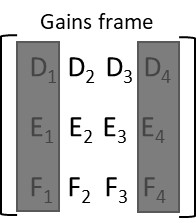 Gains frame
D₁ D₂ D₃ D₄
E₁ E₂ E₃ E₄
F₁ F₂ F₃ F₄